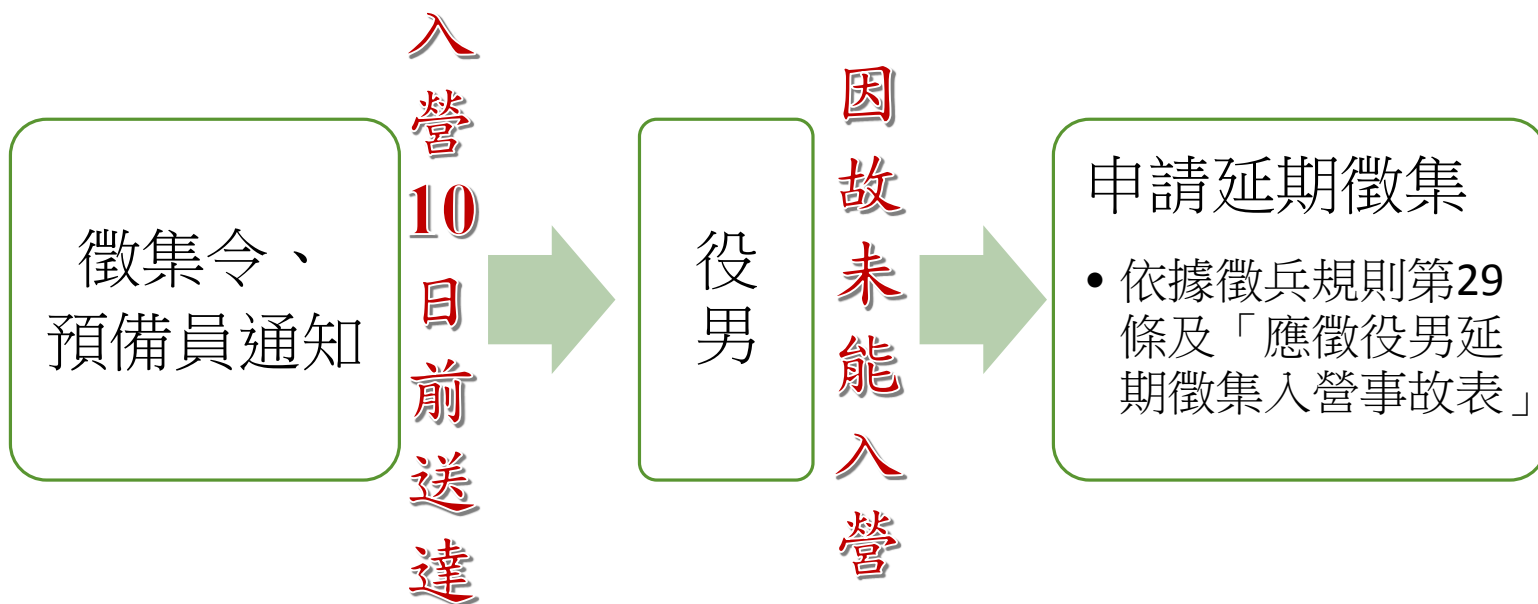 徵集令、
預備員通知
入營10日前送達
役男
因故未能入營
申請延期徵集
• 依據徵兵規則第29
條及「應徵役男延
期徵集入營事故表」